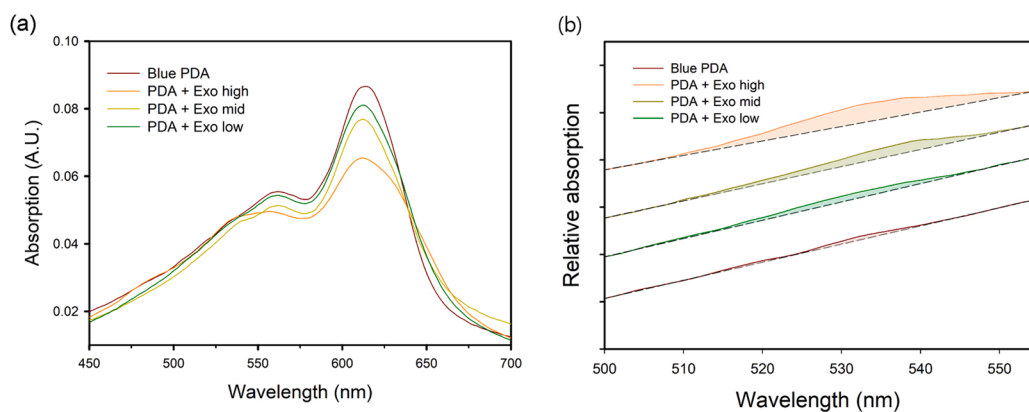 (a)
0.10
0.08
0.06
0.04
0.02
Absorption (A.U.)
Blue PDA
PDA + Exo high
PDA + Exo mid
PDA + Exo low
450
500
550
600
650
700
Wavelength (nm)
(b)
Relative absorption
Blue PDA
PDA + Exo high
PDA + Exo mid
PDA + Exo low
500
510
520
530
540
550
Wavelength (nm)